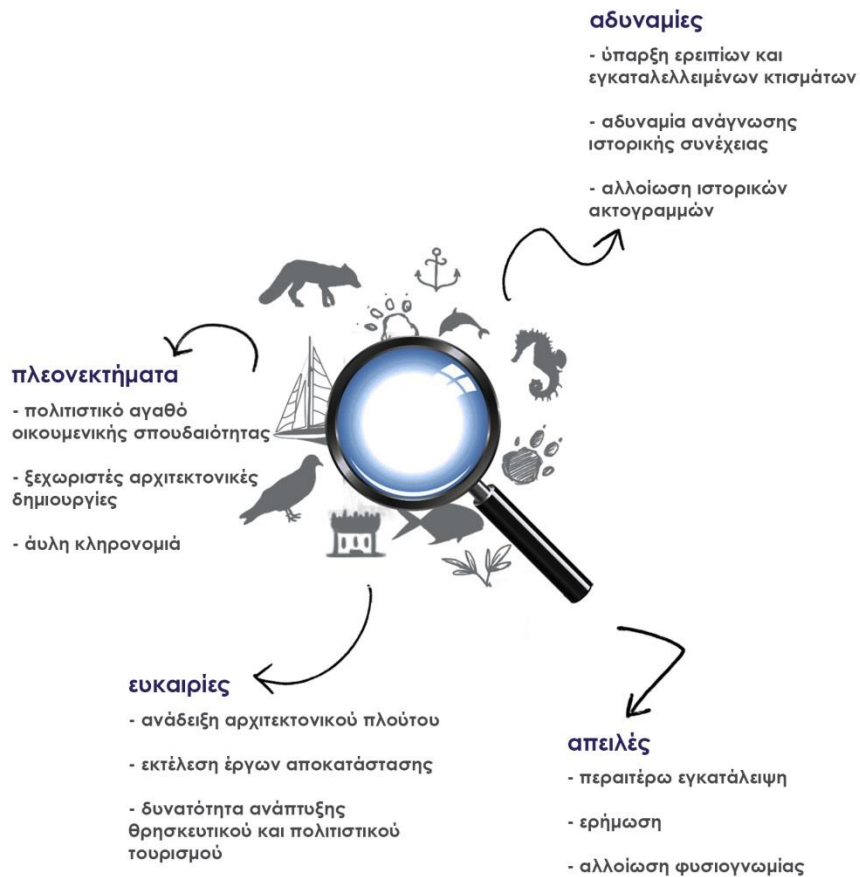 αδυναμίες
- ύπαρξη ερειπίων και
εγκαταλελλειμένων κτισμάτων
- αδυναμία ανάγνωσης
ιστορικής συνέχειας
- αλλοίωση ιστορικών
ακτογραμμών
πλεονεκτήματα
- πολιτιστικό αγαθό
οικουμενικής σπουδαιότητας
- ξεχωριστές αρχιτεκτονικές
δημιουργίες
- άυλη κληρονομιά
ευκαιρίες
- ανάδειξη αρχιτεκτονικού πλούτου
- εκτέλεση έργων αποκατάστασης
- δυνατότητα ανάπτυξης
θρησκευτικού και πολιτιστικού
τουρισμού
απειλές
- περαιτέρω εγκατάλειψη
- ερήμωση
- αλλοίωση φυσιογνωμίας